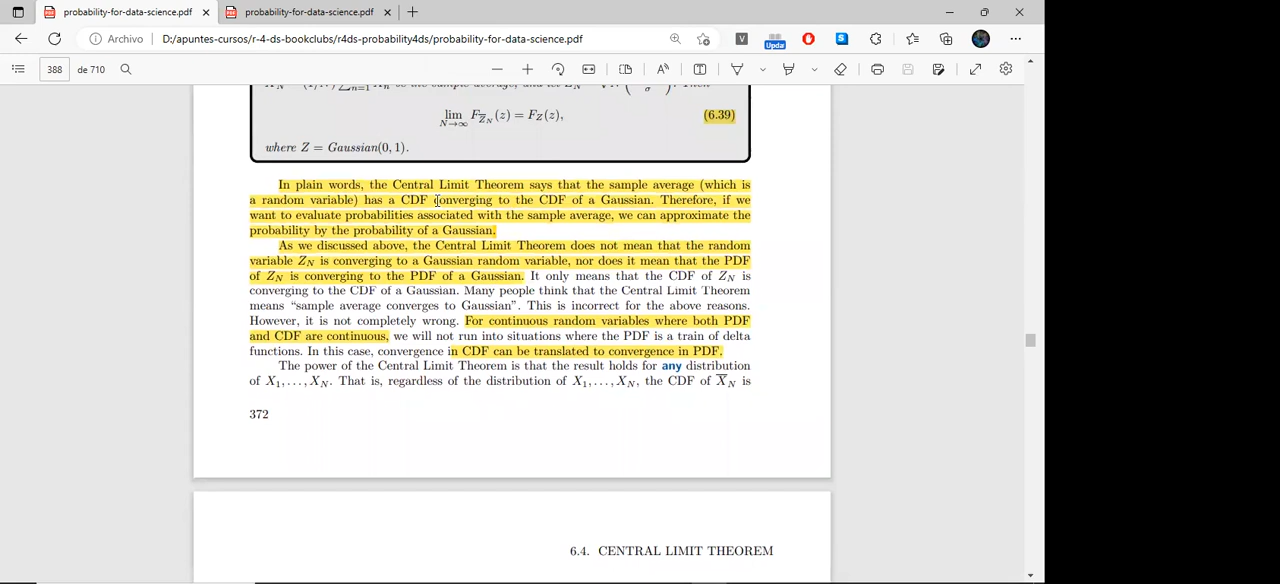 probability-for-data-science.pdf
probability-for-data-science.pdf
Archivo
D:/apuntes-cursos/r-4-ds-bookclubs/r4ds-probability4ds/probability-for-data-science.pdf
V
Updat
S
388
de 710
lim N→∞ F_{Z̄_N}(z) = F_Z(z),
(6.39)
where Z = Gaussian(0, 1).
In plain words, the Central Limit Theorem says that the sample average (which is
a random variable) has a CDF converging to the CDF of a Gaussian. Therefore, if we
want to evaluate probabilities associated with the sample average, we can approximate the
probability by the probability of a Gaussian.
As we discussed above, the Central Limit Theorem does not mean that the random
variable Z_N is converging to a Gaussian random variable, nor does it mean that the PDF
of Z_N is converging to the PDF of a Gaussian. It only means that the CDF of Z_N is
converging to the CDF of a Gaussian. Many people think that the Central Limit Theorem
means “sample average converges to Gaussian”. This is incorrect for the above reasons.
However, it is not completely wrong. For continuous random variables where both PDF
and CDF are continuous, we will not run into situations where the PDF is a train of delta
functions. In this case, convergence in CDF can be translated to convergence in PDF.
The power of the Central Limit Theorem is that the result holds for any distribution
of X_1, . . . , X_N. That is, regardless of the distribution of X_1, . . . , X_N, the CDF of X̄_N is
372
6.4. CENTRAL LIMIT THEOREM